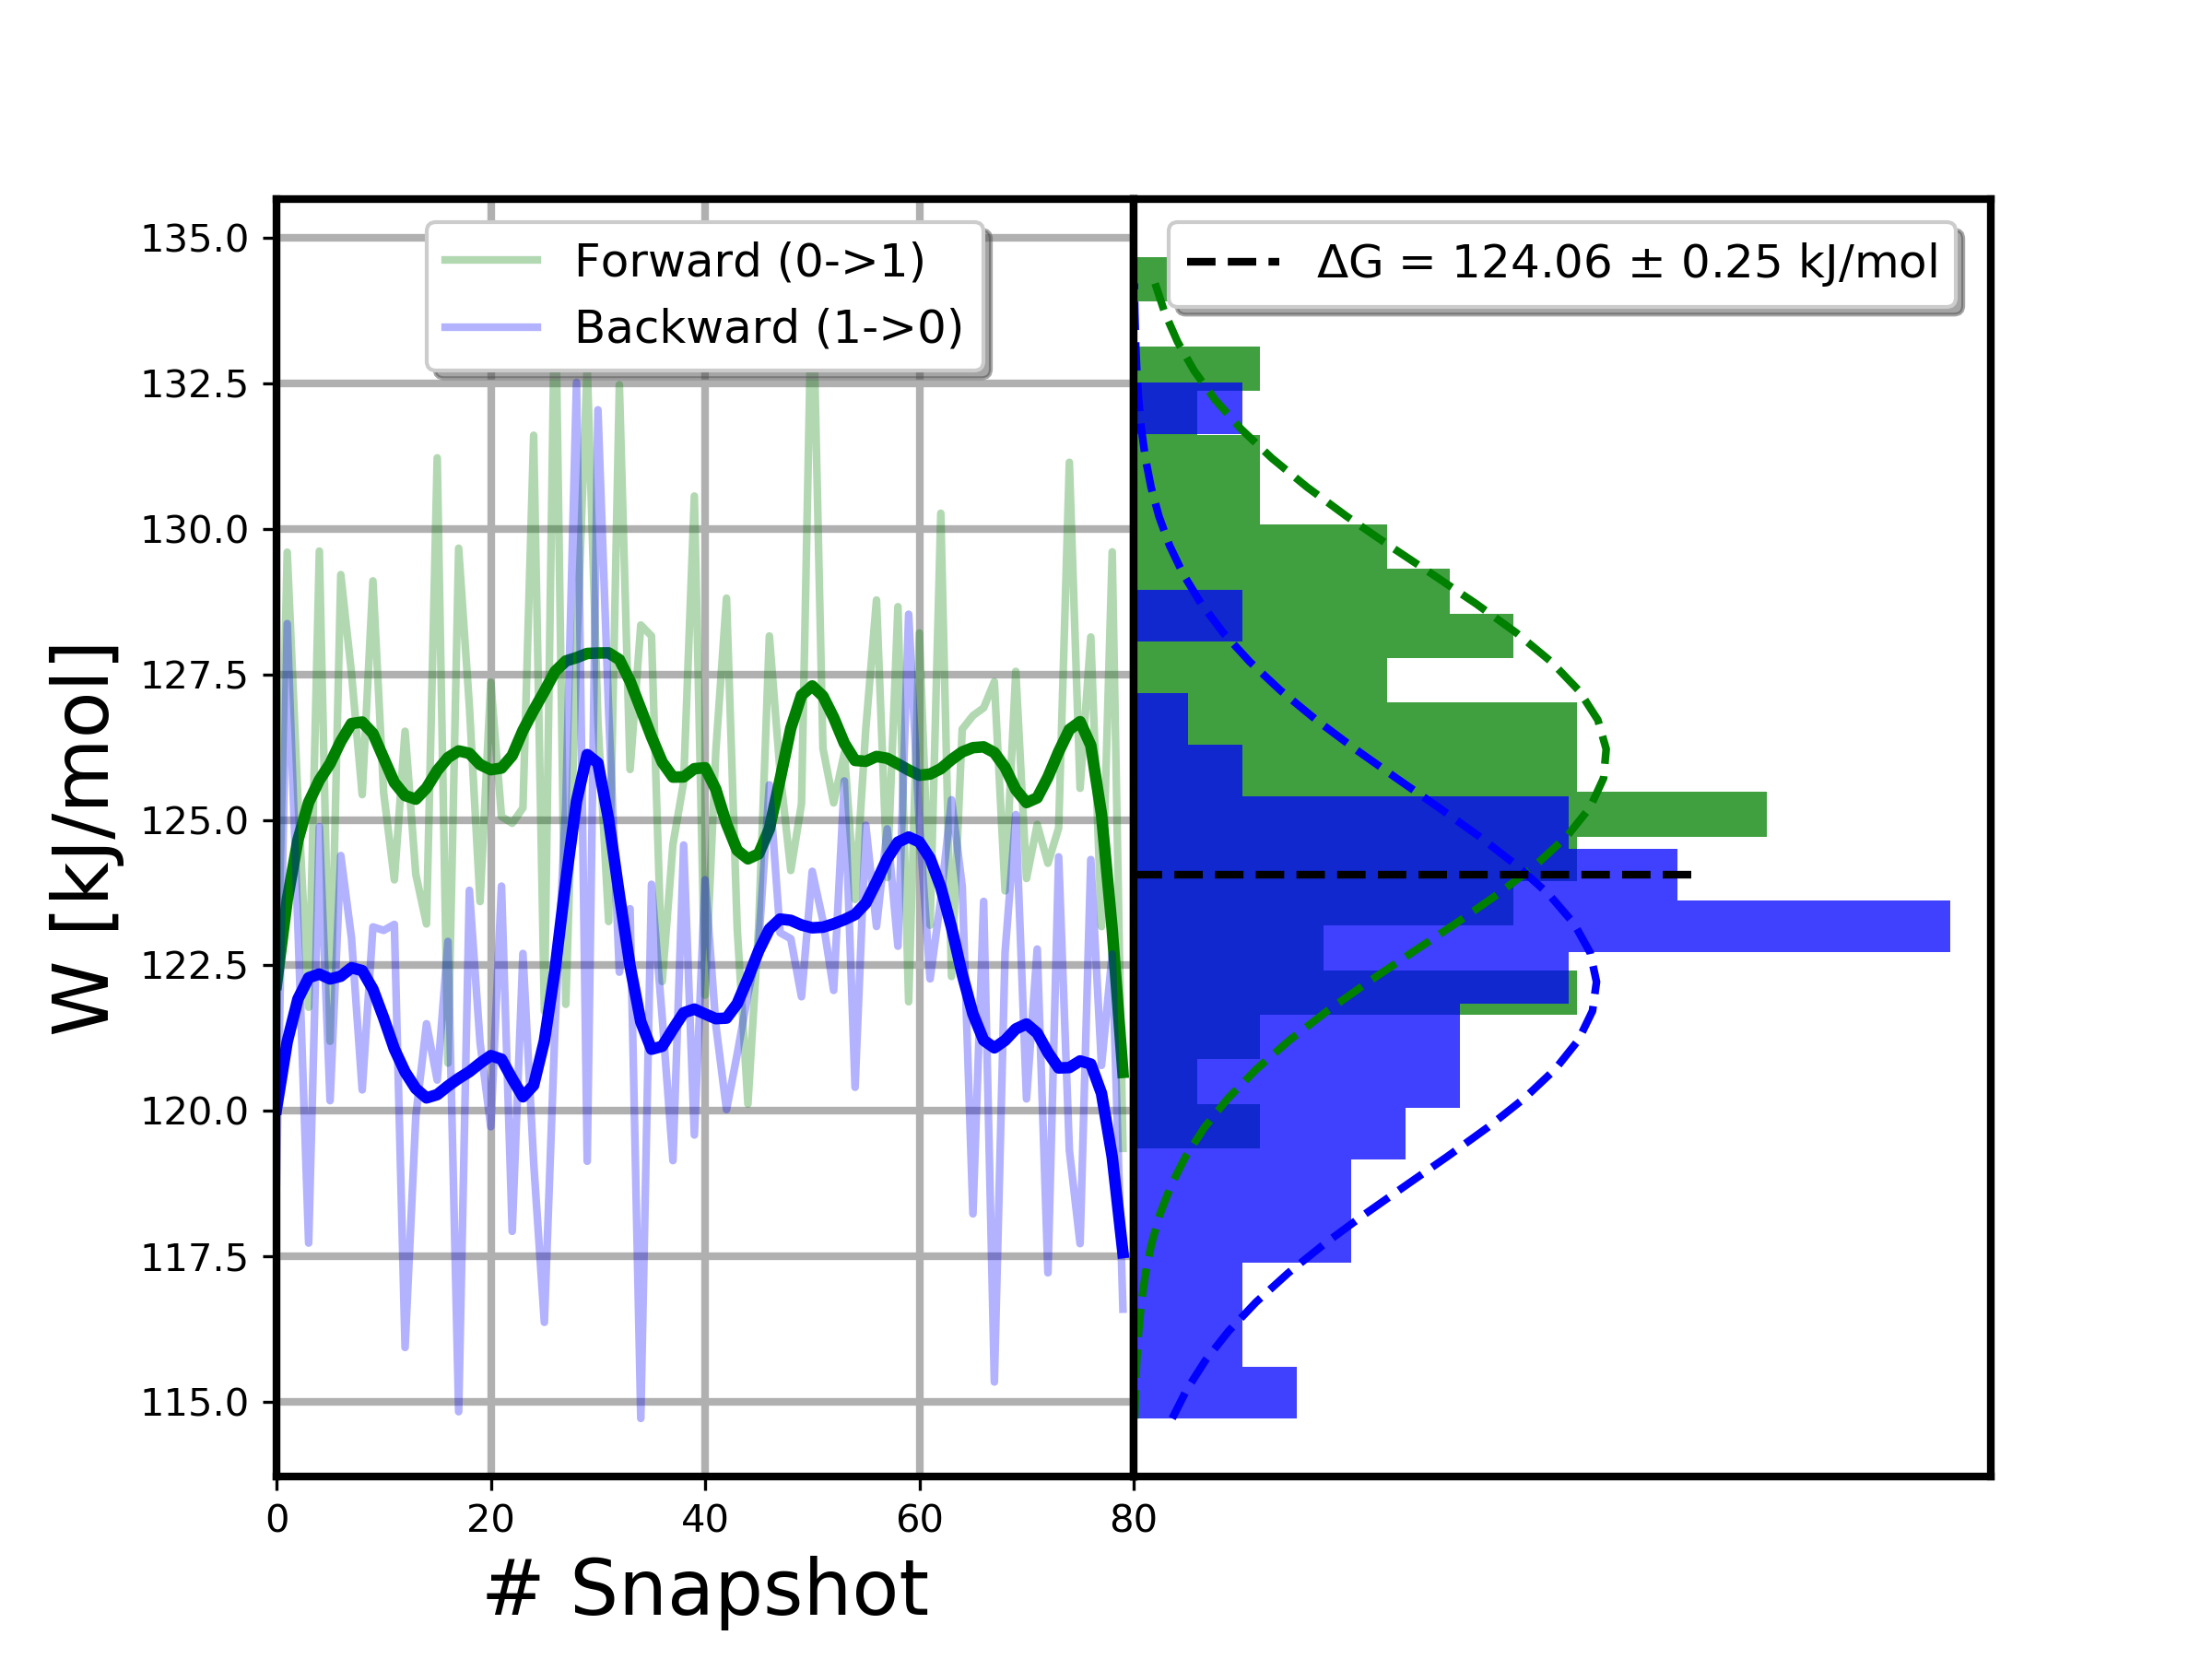 Forward (0->1)
Backward (1->0)
ΔG = 124.06 ± 0.25 kJ/mol
W [kJ/mol]
135.0
132.5
130.0
127.5
125.0
122.5
120.0
117.5
115.0
0 20 40 60 80
# Snapshot